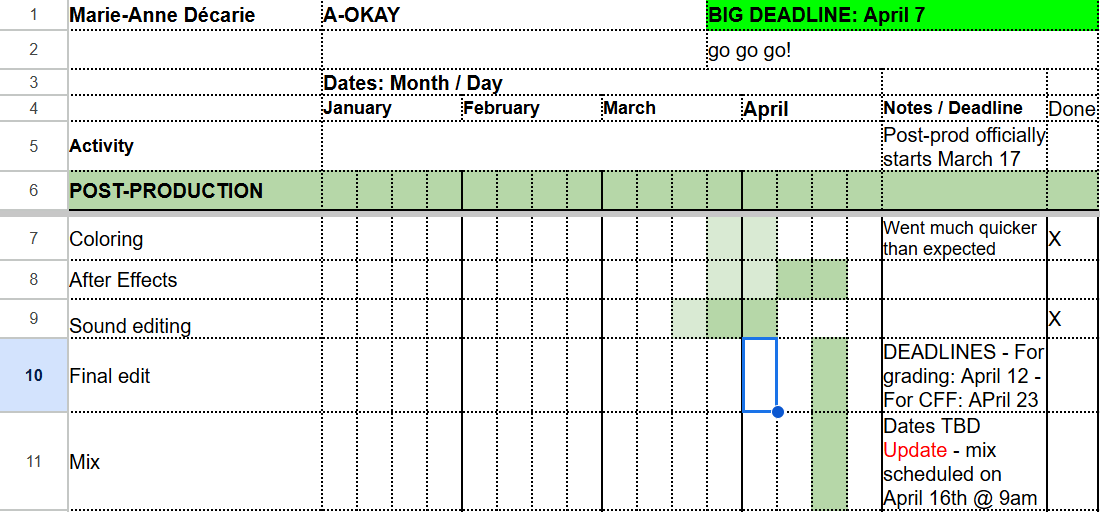 1 Marie-Anne Décarie A-OKAY BIG DEADLINE: April 7
2 go go go!
3 Dates: Month / Day
4 January February March April Notes / Deadline Done
5 Activity Post-prod officially
starts March 17
6 POST-PRODUCTION
7 Coloring Went much quicker
than expected X
8 After Effects
9 Sound editing X
10 Final edit DEADLINES - For
grading: April 12 -
For CFF: APril 23
11 Mix Dates TBD
Update - mix
scheduled on
April 16th @ 9am